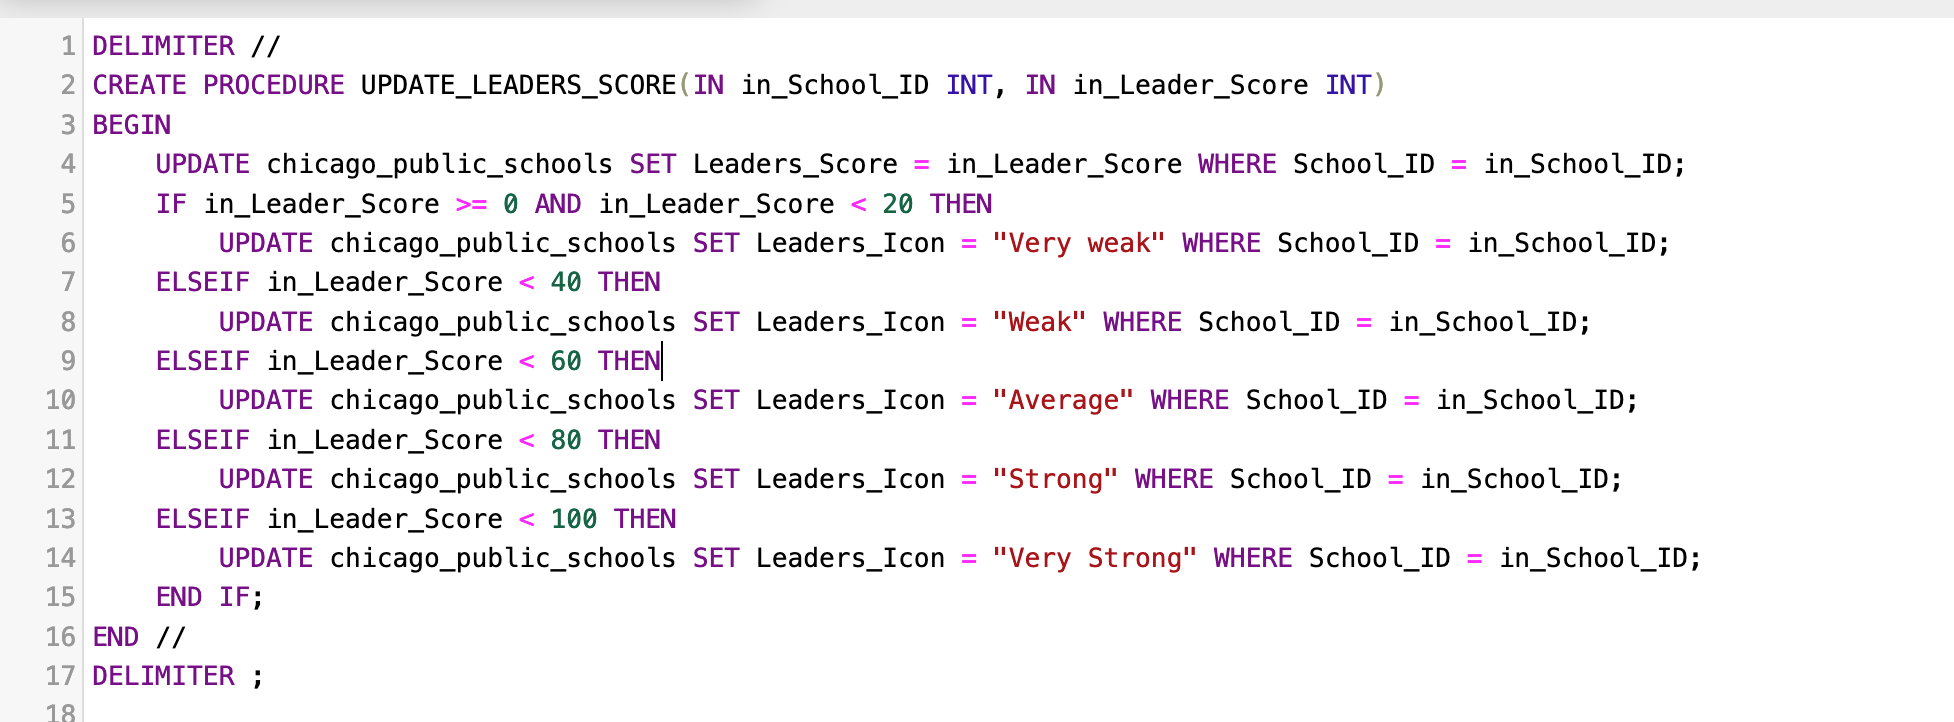 1 DELIMITER //
2 CREATE PROCEDURE UPDATE_LEADERS_SCORE(IN in_School_ID INT, IN in_Leader_Score INT)
3 BEGIN
4     UPDATE chicago_public_schools SET Leaders_Score = in_Leader_Score WHERE School_ID = in_School_ID;
5     IF in_Leader_Score >= 0 AND in_Leader_Score < 20 THEN
6         UPDATE chicago_public_schools SET Leaders_Icon = "Very weak" WHERE School_ID = in_School_ID;
7     ELSEIF in_Leader_Score < 40 THEN
8         UPDATE chicago_public_schools SET Leaders_Icon = "Weak" WHERE School_ID = in_School_ID;
9     ELSEIF in_Leader_Score < 60 THEN
10         UPDATE chicago_public_schools SET Leaders_Icon = "Average" WHERE School_ID = in_School_ID;
11     ELSEIF in_Leader_Score < 80 THEN
12         UPDATE chicago_public_schools SET Leaders_Icon = "Strong" WHERE School_ID = in_School_ID;
13     ELSEIF in_Leader_Score < 100 THEN
14         UPDATE chicago_public_schools SET Leaders_Icon = "Very Strong" WHERE School_ID = in_School_ID;
15     END IF;
16 END //
17 DELIMITER ;
18